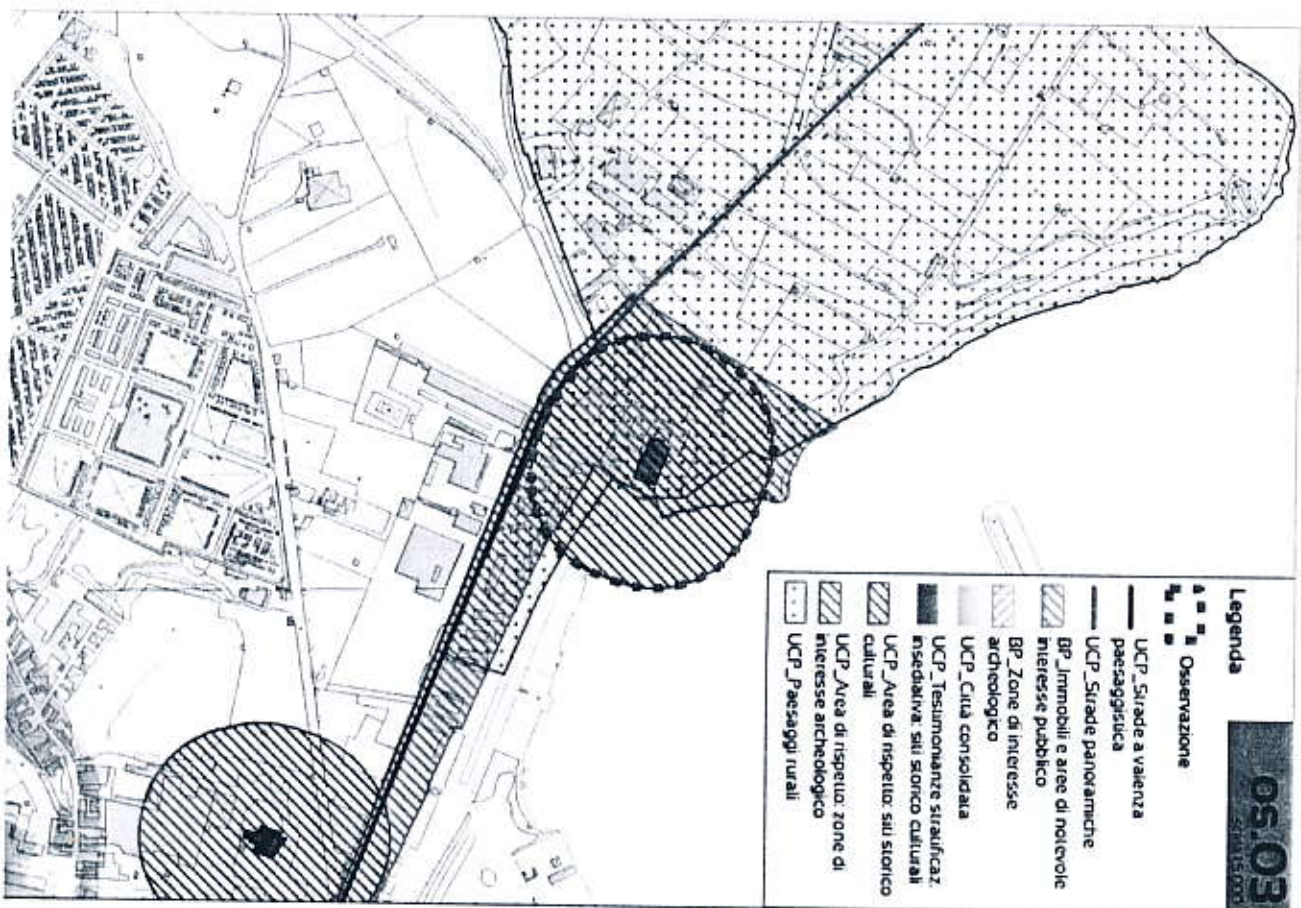 os.03
Legenda
Osservazione
UCP_Strade a valenza
paesaggistica
UCP_Strade panoramiche
BP_Immobili e aree di notevole
interesse pubblico
BP_Zone di interesse
archeologico
UCP_Città consolidata
UCP_Testimonianze stratificaz.
insediativa: siti storico culturali
UCP_Area di rispetto: siti storico
culturali
UCP_Area di rispetto: zone di
interesse archeologico
UCP_Paesaggi rurali